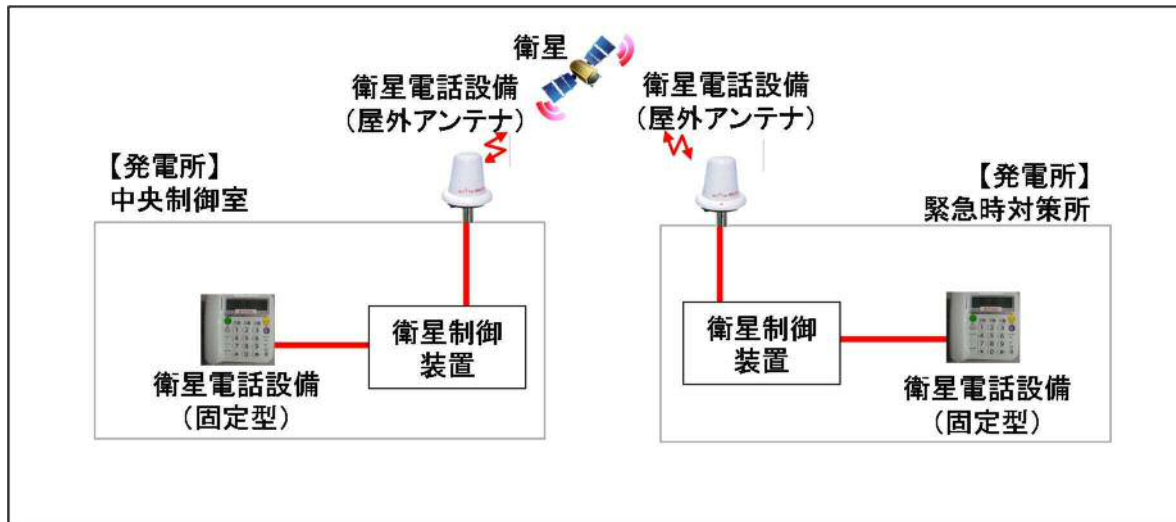 衛星
衛星電話設備
(屋外アンテナ)
衛星電話設備
(屋外アンテナ)
【発電所】
中央制御室
【発電所】
緊急時対策所
衛星制御
装置
衛星電話設備
(固定型)
衛星制御
装置
衛星電話設備
(固定型)